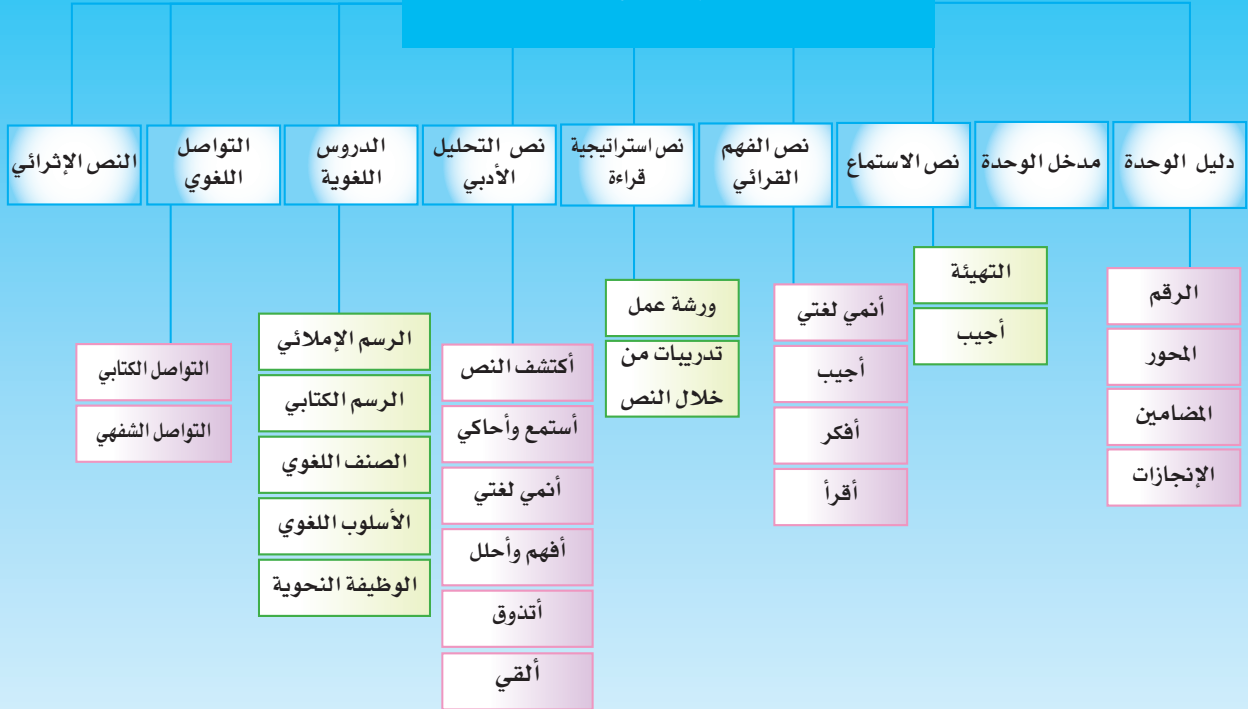 دليل الوحدة
مدخل الوحدة
نص الاستماع
نص الفهم
القرائي
نص استراتيجية
قراءة
نص التحليل
الأدبي
الدروس
اللغوية
التواصل
اللغوي
النص الإثرائي
الرقم
المحور
المضامين
الإنجازات
التهيئة
أجيب
أنمي لغتي
أجيب
أفكر
أقرأ
ورشة عمل
تدريبات من
خلال النص
أكتشف النص
أستمع وأحاكي
أنمي لغتي
أفهم وأحلل
أتذوق
ألقي
الرسم الإملائي
الرسم الكتابي
الصنف اللغوي
الأسلوب اللغوي
الوظيفة النحوية
التواصل الكتابي
التواصل الشفهي